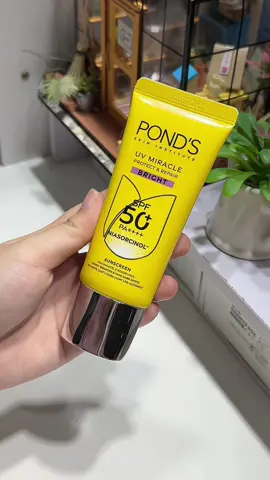 POND'S
SKIN INSTITUTE
UV MIRACLE
PROTECT & REPAIR
BRIGHT
SPF
50+
PA++++
NIASORCINOL™
SUNSCREEN